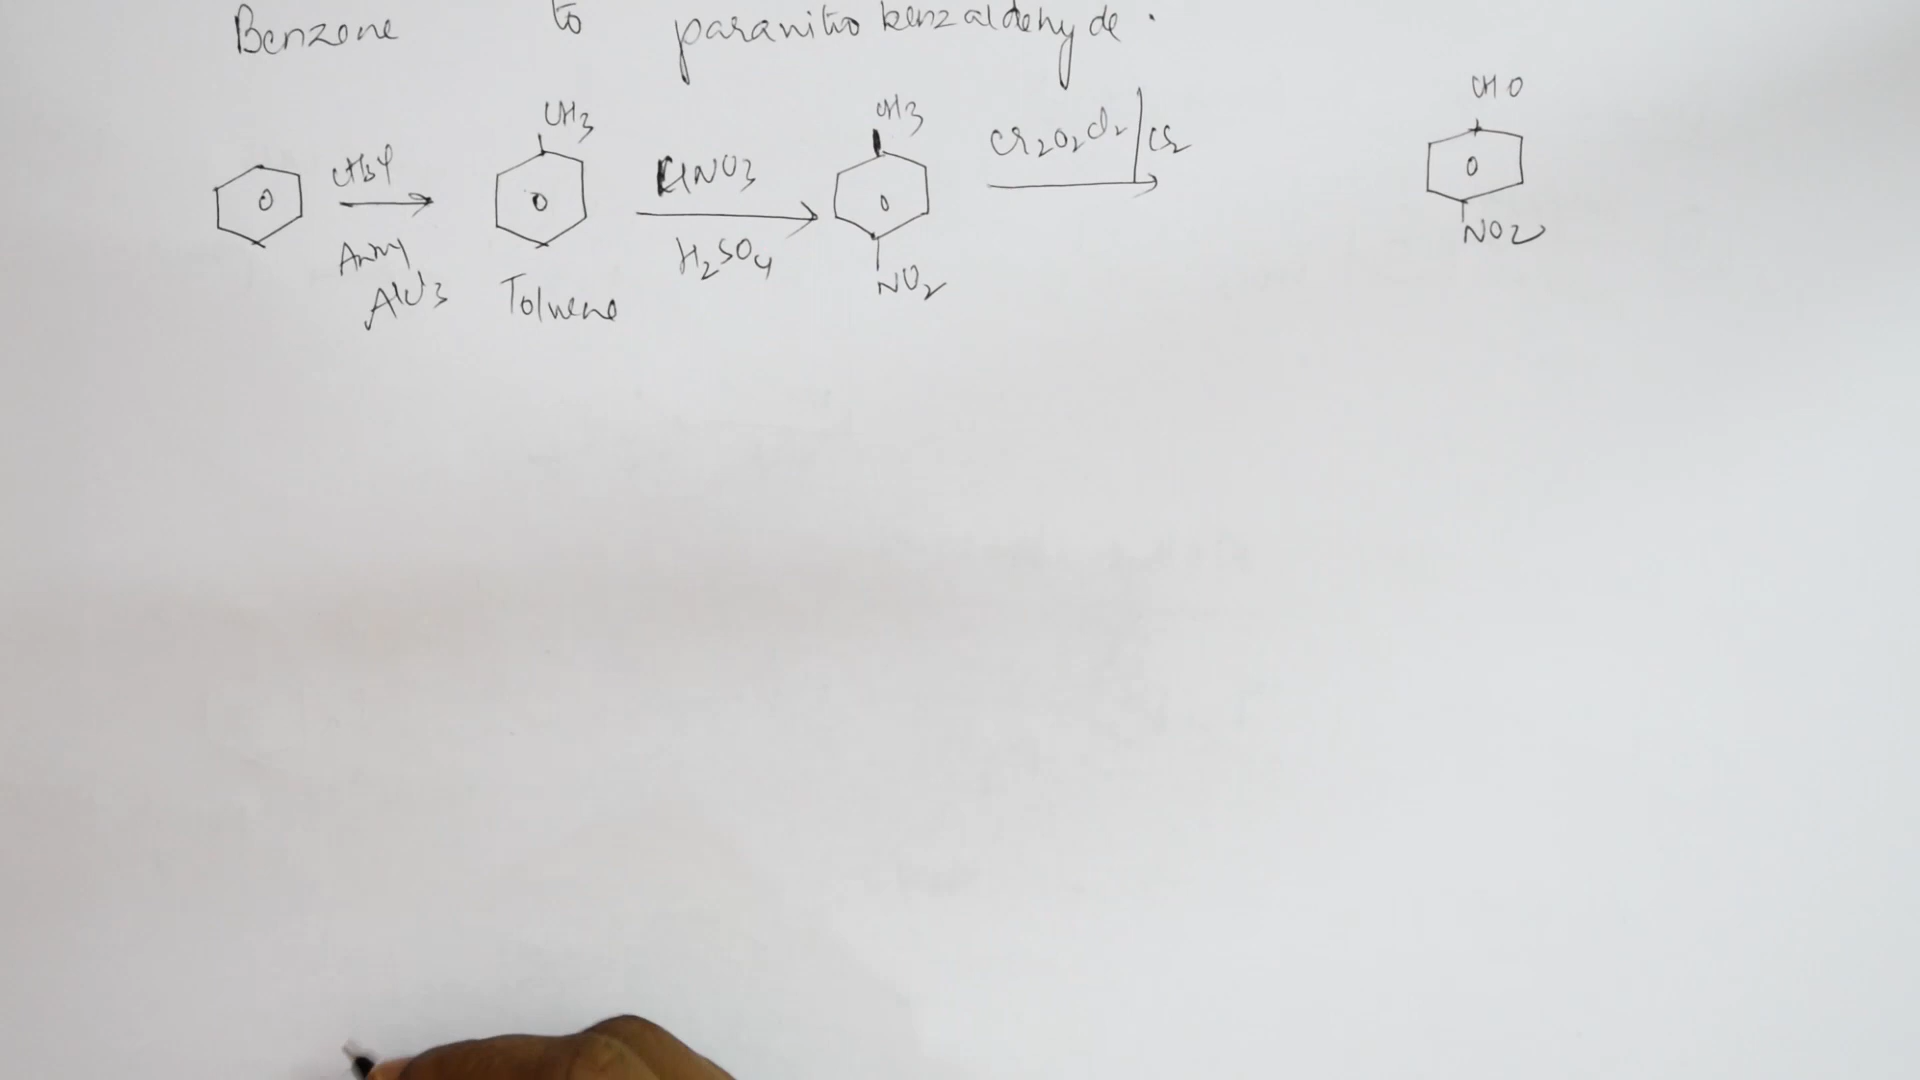 Benzene to paranitro benzaldehyde.
CH3 CH3 CHO
CH3Cl HNO3 Cr2O2Cl2/CS2
Anhy H2SO4 NO2 NO2
AlCl3 Toluene